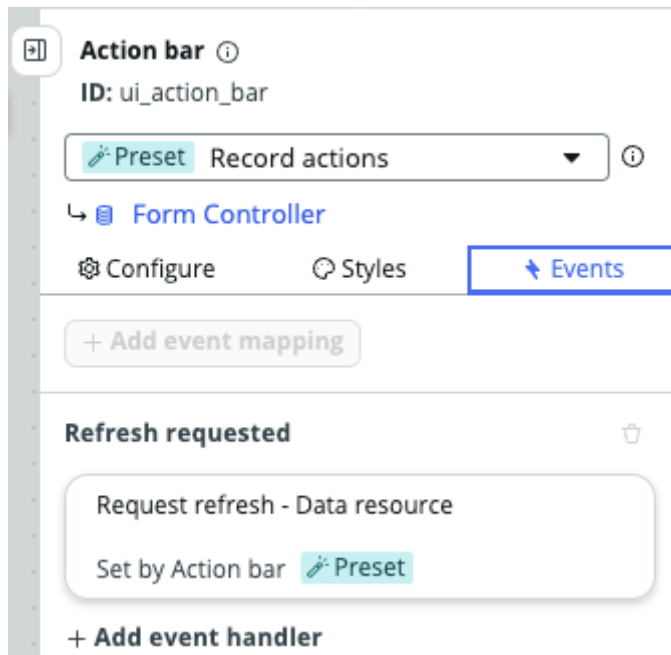 Action bar
ID: ui_action_bar
Preset Record actions
Form Controller
Configure Styles Events
+ Add event mapping
Refresh requested
Request refresh - Data resource
Set by Action bar Preset
+ Add event handler